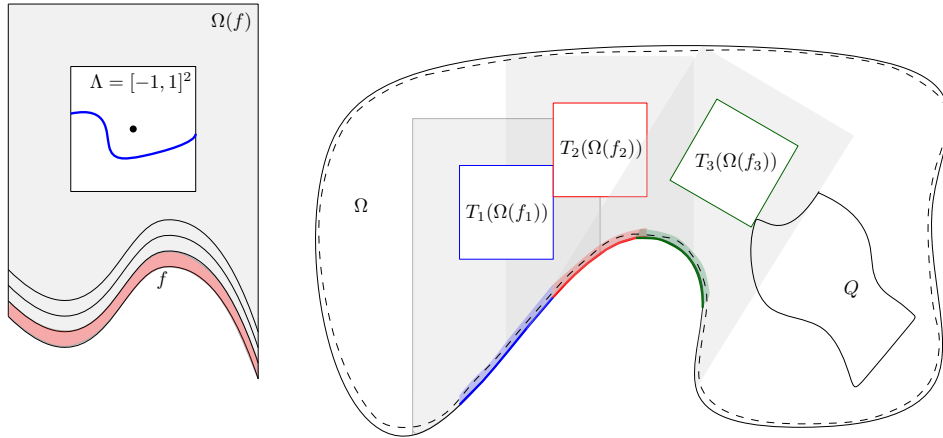 Ω(f)
Λ = [−1, 1]²
f
Ω
T₁(Ω(f₁))
T₂(Ω(f₂))
T₃(Ω(f₃))
Q